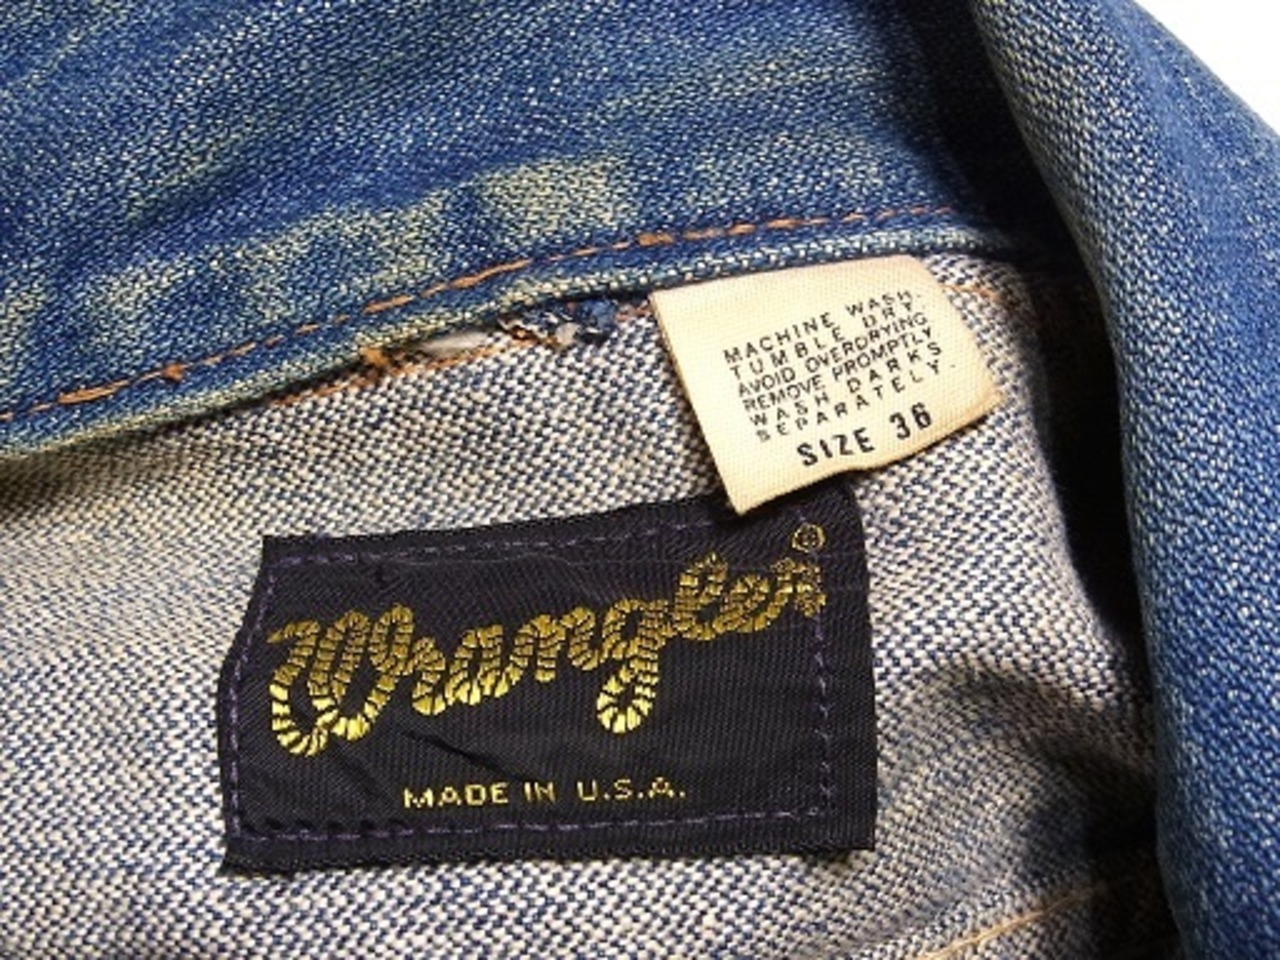 MACHINE WASH.
TUMBLE DRY.
AVOID OVERDRYING
REMOVE PROMPTLY
WASH DARKS
SEPARATELY.
SIZE 36
Wrangler®
MADE IN U.S.A.